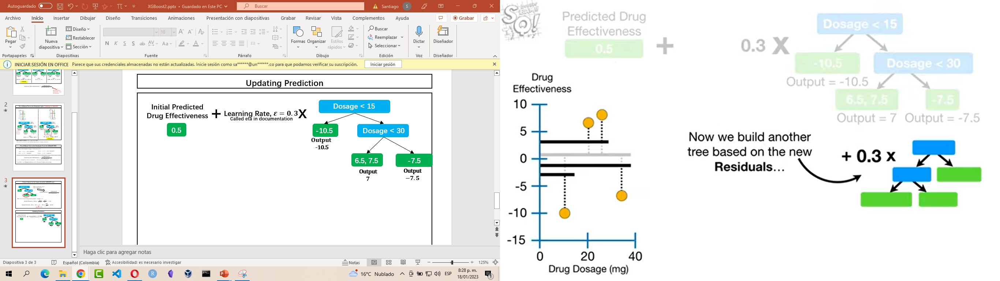 Autoguardado
XGBoost2.pptx • Guardado en Este PC
Buscar
Santiago
S
Archivo Inicio Insertar Dibujar Diseño Transiciones Animaciones Presentación con diapositivas Grabar Revisar Vista Complementos Ayuda
Grabar
Pegar
Nueva
diapositiva
Diseño
Restablecer
Sección
10
N K S S ab AV Aa A
Formas Organizar Estilos
rápidos
Buscar
Reemplazar
Seleccionar
Dictar
Diseñador
Portapapeles Diapositivas Fuente Párrafo Dibujo Edición Voz Diseñador
INICIAR SESIÓN EN OFFICE Parece que sus credenciales almacenadas no están actualizadas. Inicie sesión como sa******@un******.co para que podamos verificar su suscripción.
Iniciar sesión
2
3
Updating Prediction
Initial Predicted
Drug Effectiveness
0.5
+
Learning Rate, ε = 0.3 X
Called eta in documentation
Dosage < 15
-10.5
Output
-10.5
Dosage < 30
6.5, 7.5
Output
7
-7.5
Output
−7.5
Haga clic para agregar notas
Diapositiva 3 de 3
Español (Colombia)
Accesibilidad: es necesario investigar
Notas
125%
16°C Nublado
ESP
8:28 p. m.
18/01/2023
1
SQ!
Predicted Drug
Effectiveness
0.5
+
0.3 X
Dosage < 15
-10.5
Output = -10.5
Dosage < 30
6.5, 7.5
Output = 7
-7.5
Output = -7.5
Drug
Effectiveness
10
5
0
-5
-10
-15
0 20 40
Drug Dosage (mg)
Now we build another
tree based on the new
Residuals…
+ 0.3 x